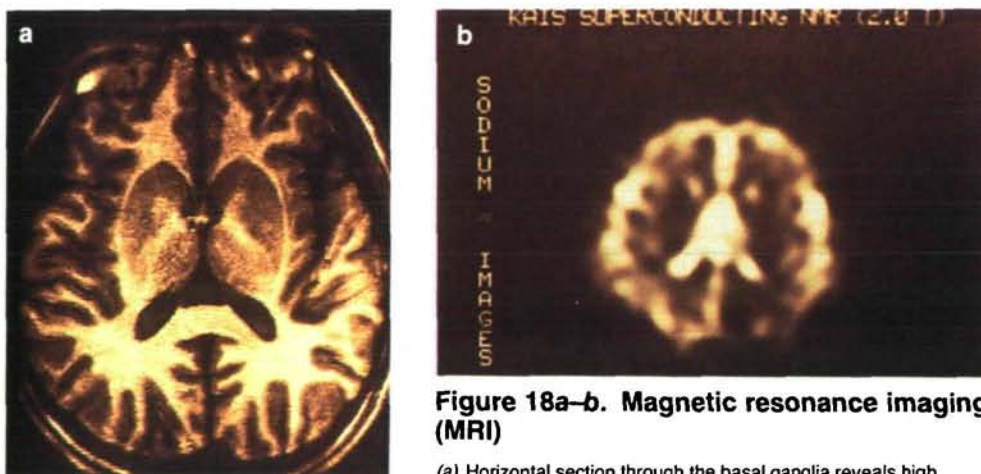 a
b
KAIS SUPERCONDUCTING NMR (2.0 T)
SODIUM
IMAGES
Figure 18a–b. Magnetic resonance imaging
(MRI)
(a) Horizontal section through the basal ganglia reveals high